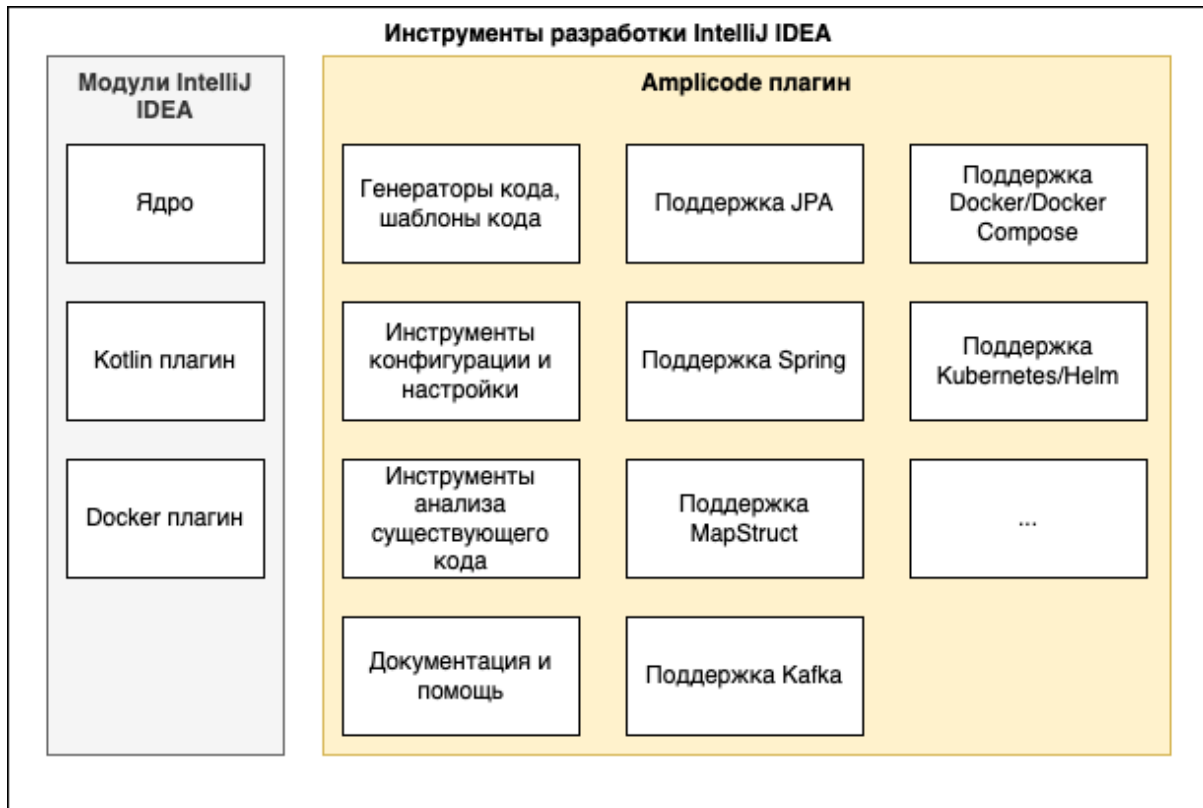 Инструменты разработки IntelliJ IDEA
Модули IntelliJ
IDEA
Ядро
Kotlin плагин
Docker плагин
Amplicode плагин
Генераторы кода,
шаблоны кода
Поддержка JPA
Поддержка
Docker/Docker
Compose
Инструменты
конфигурации и
настройки
Поддержка Spring
Поддержка
Kubernetes/Helm
Инструменты
анализа
существующего
кода
Поддержка
MapStruct
...
Документация и
помощь
Поддержка Kafka